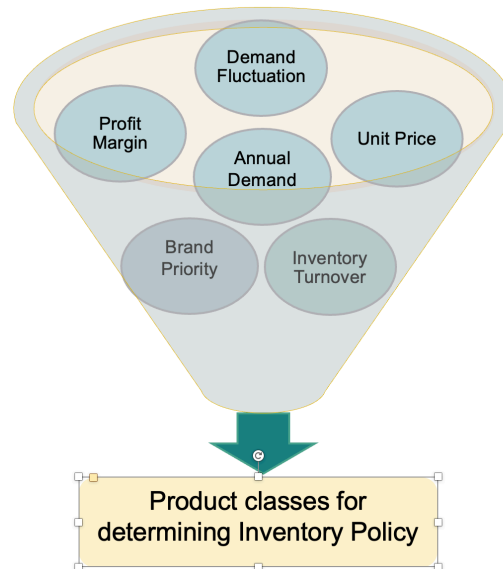 Demand
Fluctuation
Profit
Margin
Unit Price
Annual
Demand
Brand
Priority
Inventory
Turnover
Product classes for
determining Inventory Policy